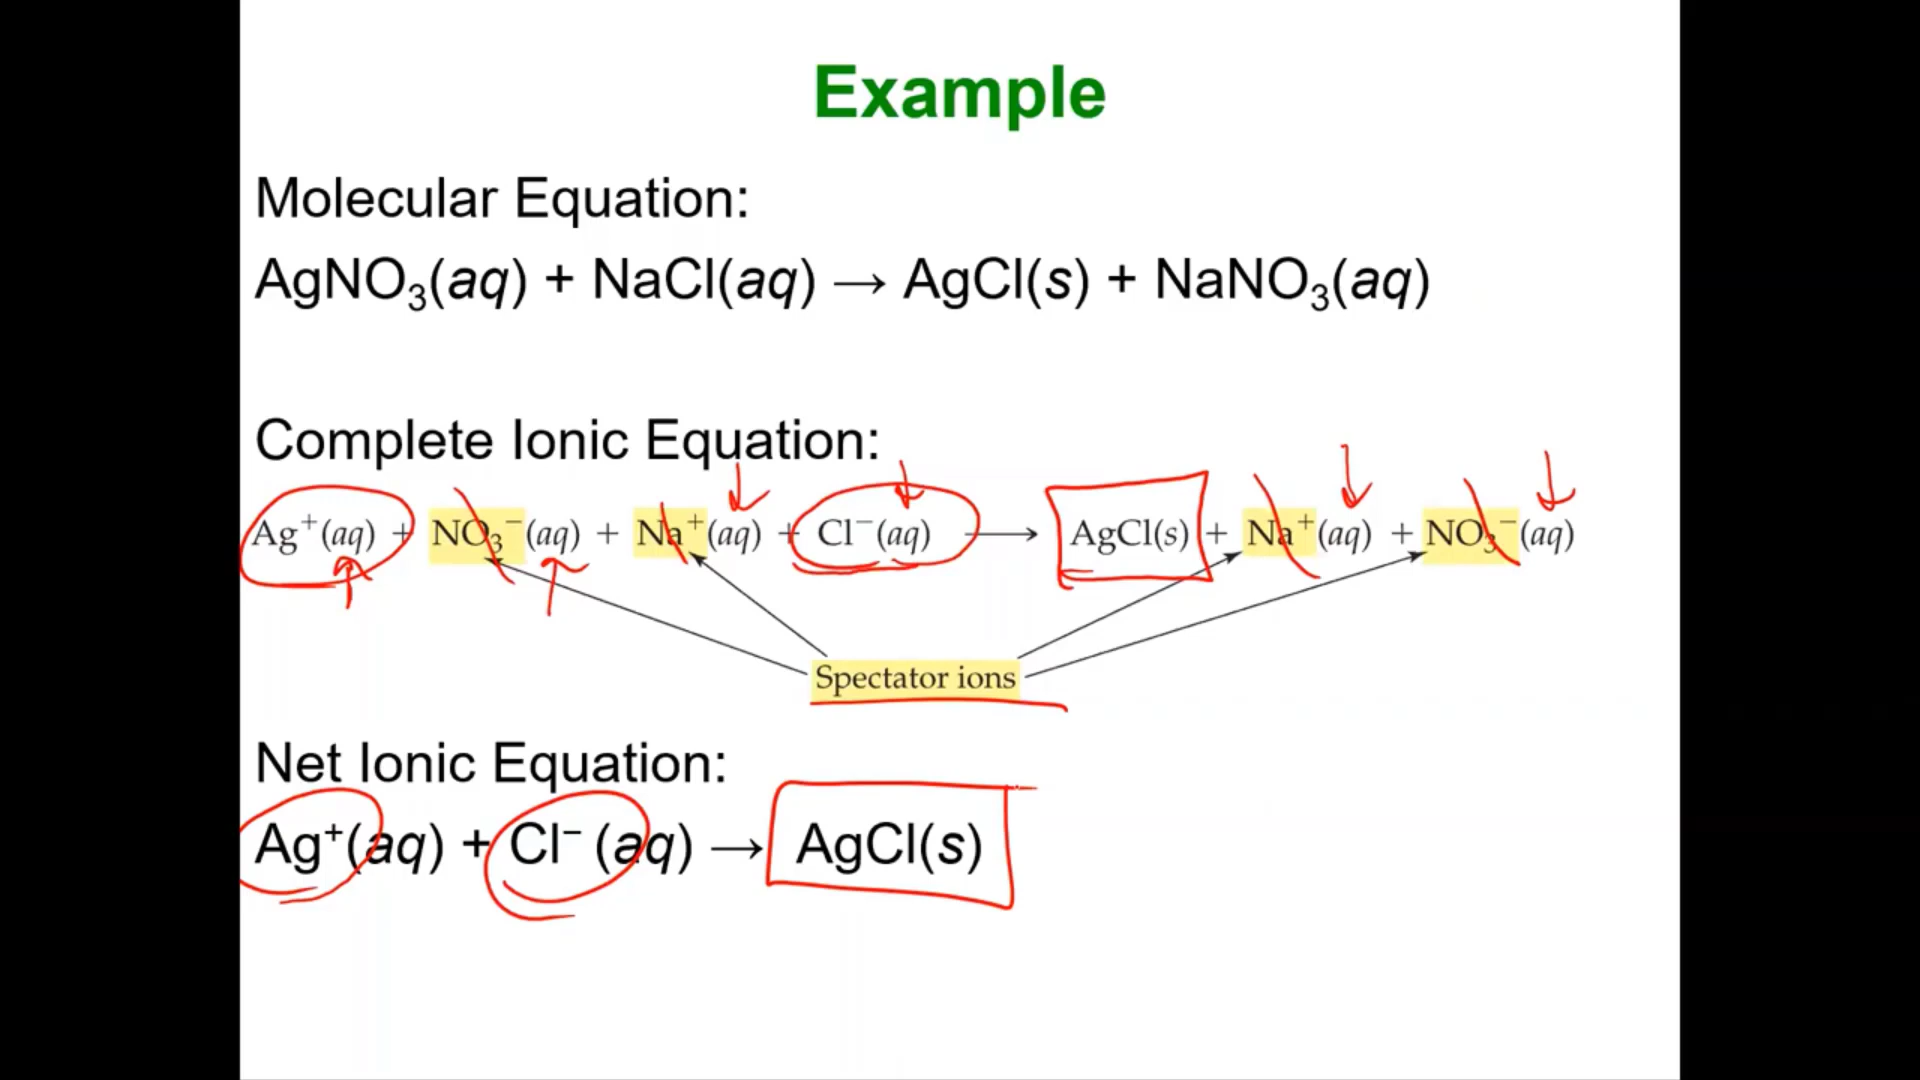 Example
Molecular Equation:
AgNO₃(aq) + NaCl(aq) → AgCl(s) + NaNO₃(aq)
Complete Ionic Equation:
Ag⁺(aq) + NO₃⁻(aq) + Na⁺(aq) + Cl⁻(aq) ⟶ AgCl(s) + Na⁺(aq) + NO₃⁻(aq)
Spectator ions
Net Ionic Equation:
Ag⁺(aq) + Cl⁻ (aq) → AgCl(s)